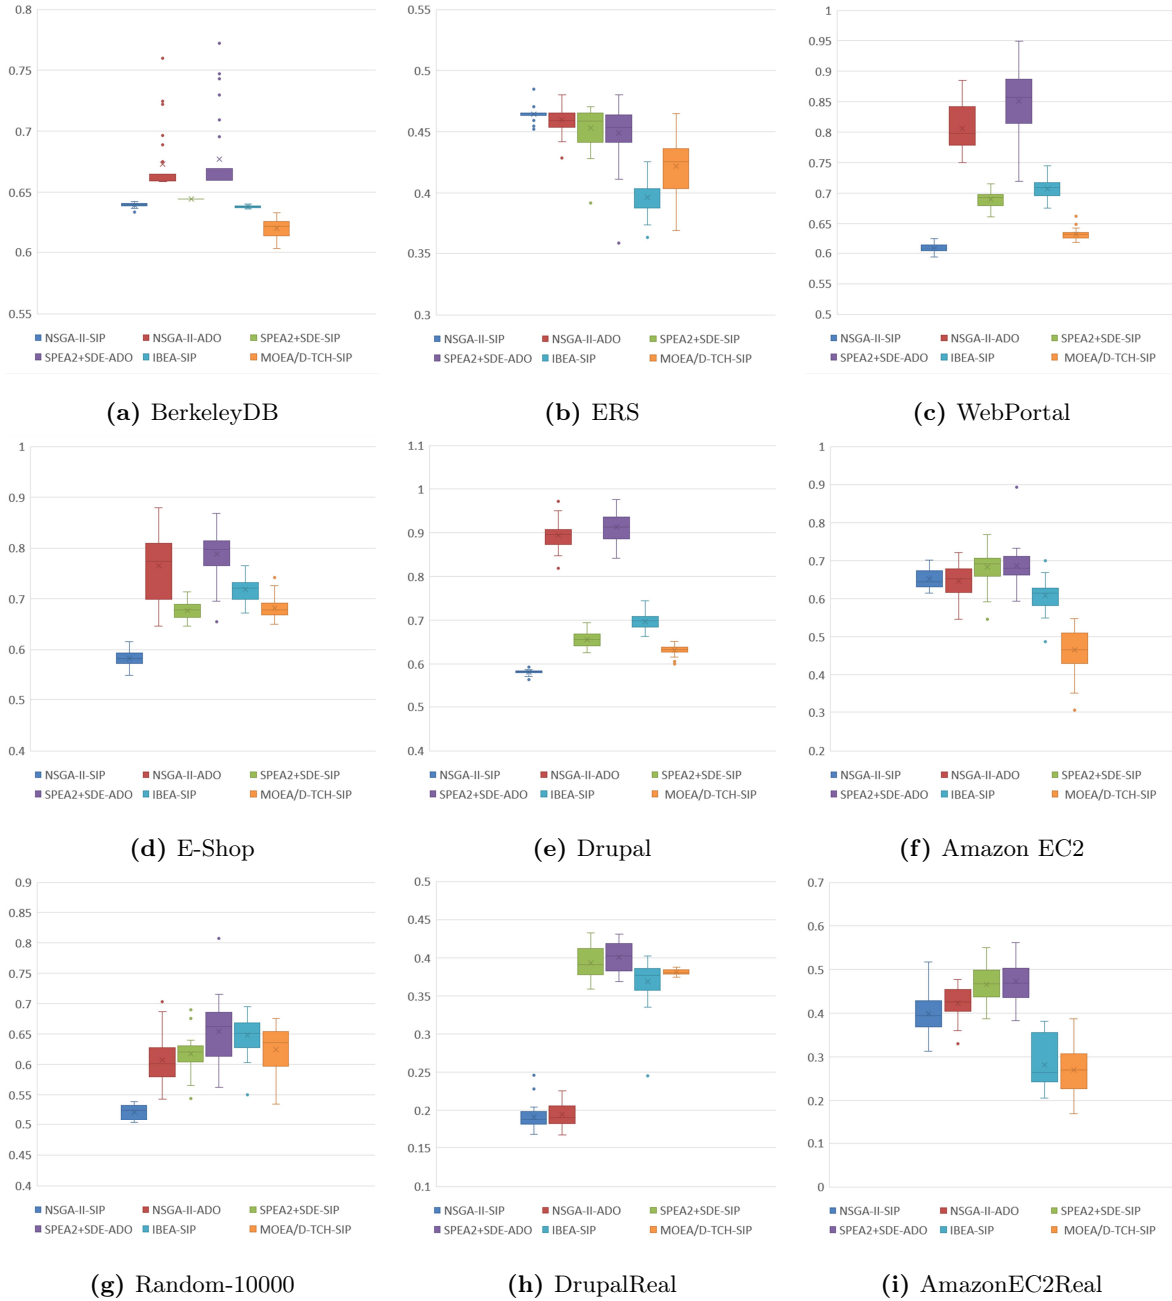 0.8
0.75
0.7
0.65
0.6
0.55
NSGA-II-SIP NSGA-II-ADO SPEA2+SDE-SIP
SPEA2+SDE-ADO IBEA-SIP MOEA/D-TCH-SIP
(a) BerkeleyDB
0.55
0.5
0.45
0.4
0.35
0.3
NSGA-II-SIP NSGA-II-ADO SPEA2+SDE-SIP
SPEA2+SDE-ADO IBEA-SIP MOEA/D-TCH-SIP
(b) ERS
1
0.95
0.9
0.85
0.8
0.75
0.7
0.65
0.6
0.55
0.5
NSGA-II-SIP NSGA-II-ADO SPEA2+SDE-SIP
SPEA2+SDE-ADO IBEA-SIP MOEA/D-TCH-SIP
(c) WebPortal
1
0.9
0.8
0.7
0.6
0.5
0.4
NSGA-II-SIP NSGA-II-ADO SPEA2+SDE-SIP
SPEA2+SDE-ADO IBEA-SIP MOEA/D-TCH-SIP
(d) E-Shop
1.1
1
0.9
0.8
0.7
0.6
0.5
0.4
NSGA-II-SIP NSGA-II-ADO SPEA2+SDE-SIP
SPEA2+SDE-ADO IBEA-SIP MOEA/D-TCH-SIP
(e) Drupal
1
0.9
0.8
0.7
0.6
0.5
0.4
0.3
0.2
NSGA-II-SIP NSGA-II-ADO SPEA2+SDE-SIP
SPEA2+SDE-ADO IBEA-SIP MOEA/D-TCH-SIP
(f) Amazon EC2
0.9
0.85
0.8
0.75
0.7
0.65
0.6
0.55
0.5
0.45
0.4
NSGA-II-SIP NSGA-II-ADO SPEA2+SDE-SIP
SPEA2+SDE-ADO IBEA-SIP MOEA/D-TCH-SIP
(g) Random-10000
0.5
0.45
0.4
0.35
0.3
0.25
0.2
0.15
0.1
NSGA-II-SIP NSGA-II-ADO SPEA2+SDE-SIP
SPEA2+SDE-ADO IBEA-SIP MOEA/D-TCH-SIP
(h) DrupalReal
0.7
0.6
0.5
0.4
0.3
0.2
0.1
0
NSGA-II-SIP NSGA-II-ADO SPEA2+SDE-SIP
SPEA2+SDE-ADO IBEA-SIP MOEA/D-TCH-SIP
(i) AmazonEC2Real